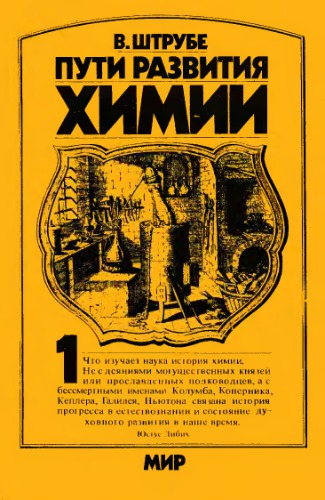 В. ШТРУБЕ
ПУТИ РАЗВИТИЯ
ХИМИИ
1
Что изучает наука история химии.
Не с деяниями могущественных князей
или прославленных полководцев, а с
бессмертными именами Колумба, Коперника,
Кеплера, Галилея, Ньютона связана история
прогресса в естествознании и состояние ду-
ховного развития в наше время.
Юстус Либих
МИР